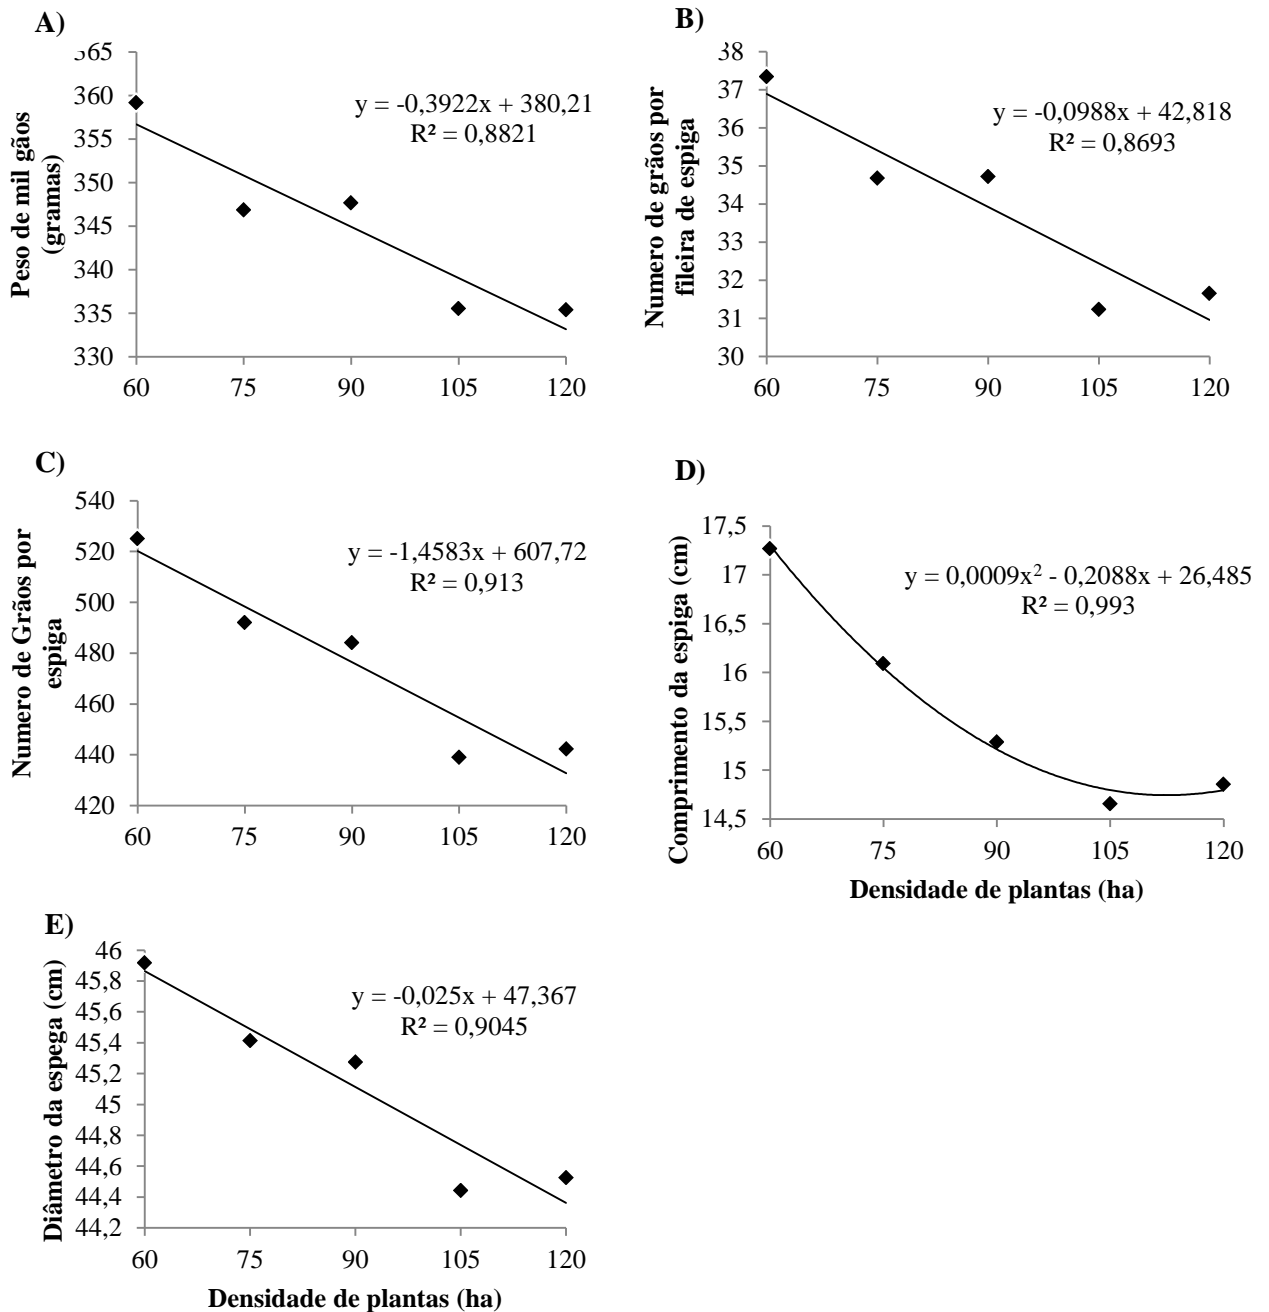 A)
365
360
355
350
345
340
335
330
60 75 90 105 120
Peso de mil gãos
(gramas)
y = -0,3922x + 380,21
R² = 0,8821
B)
38
37
36
35
34
33
32
31
30
60 75 90 105 120
Numero de grãos por
fileira de espiga
y = -0,0988x + 42,818
R² = 0,8693
C)
540
520
500
480
460
440
420
60 75 90 105 120
Numero de Grãos por
espiga
y = -1,4583x + 607,72
R² = 0,913
D)
17,5
17
16,5
16
15,5
15
14,5
60 75 90 105 120
Comprimento da espiga (cm)
y = 0,0009x² - 0,2088x + 26,485
R² = 0,993
Densidade de plantas (ha)
E)
46
45,8
45,6
45,4
45,2
45
44,8
44,6
44,4
44,2
60 75 90 105 120
Diâmetro da espega (cm)
y = -0,025x + 47,367
R² = 0,9045
Densidade de plantas (ha)